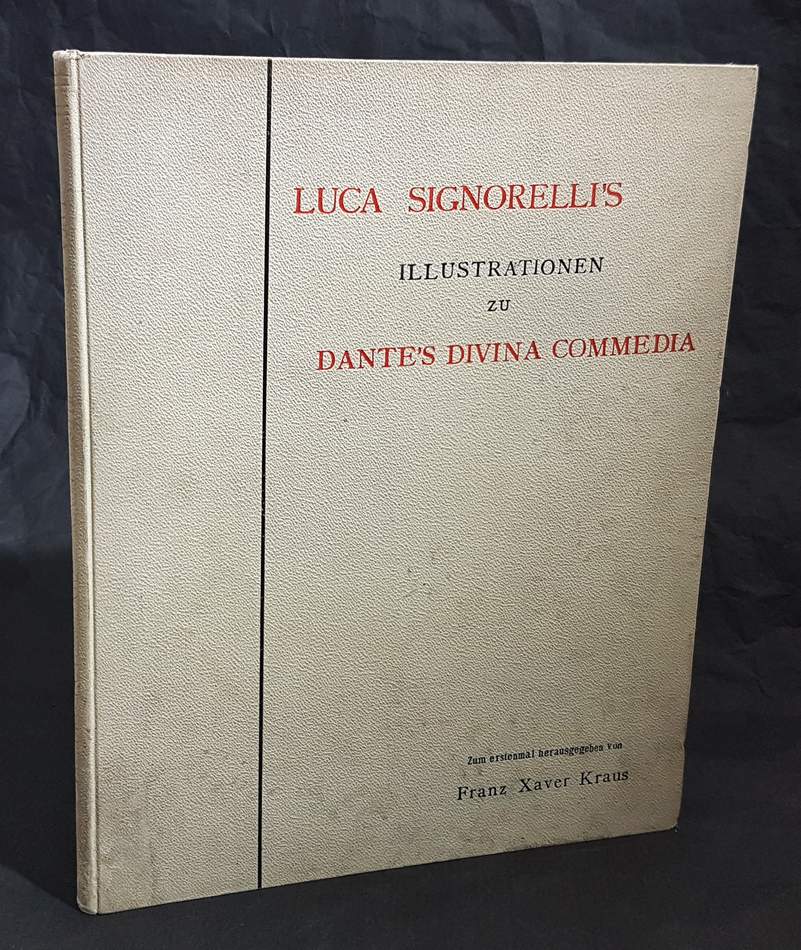 LUCA SIGNORELLI'S
ILLUSTRATIONEN
ZU
DANTE'S DIVINA COMMEDIA
Zum erstenmal herausgegeben von
Franz Xaver Kraus